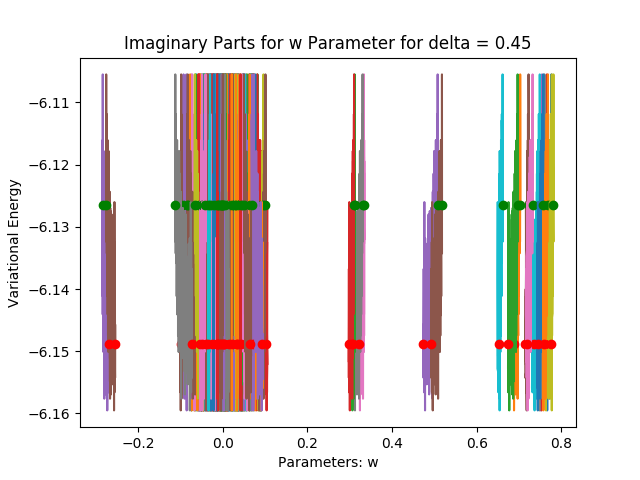 Imaginary Parts for w Parameter for delta = 0.45
Variational Energy
−6.11
−6.12
−6.13
−6.14
−6.15
−6.16
−0.2 0.0 0.2 0.4 0.6 0.8
Parameters: w